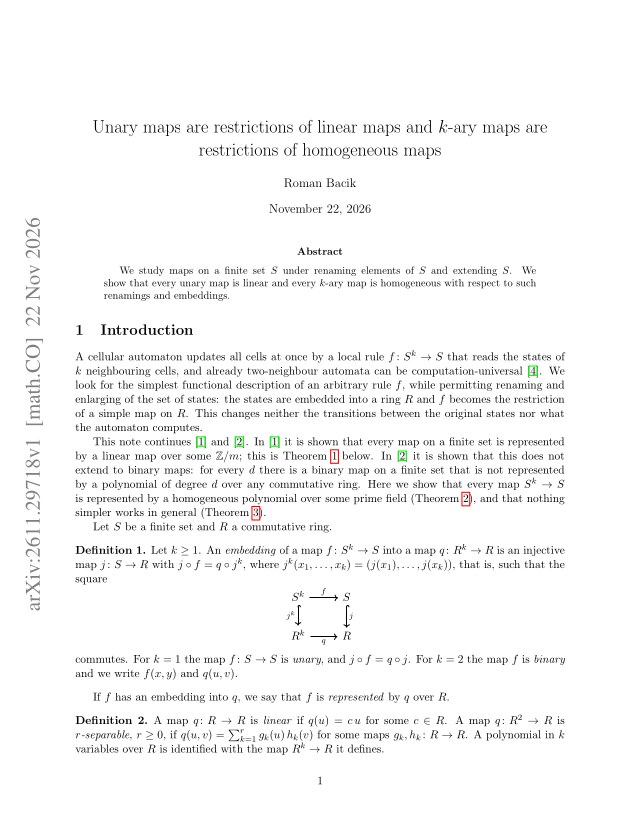 arXiv:2611.29718v1 [math.CO] 22 Nov 2026
Unary maps are restrictions of linear maps and k-ary maps are
restrictions of homogeneous maps
Roman Bacik
November 22, 2026
Abstract
We study maps on a finite set S under renaming elements of S and extending S. We
show that every unary map is linear and every k-ary map is homogeneous with respect to such
renamings and embeddings.
1 Introduction
A cellular automaton updates all cells at once by a local rule f: S^k → S that reads the states of
k neighbouring cells, and already two-neighbour automata can be computation-universal [4]. We
look for the simplest functional description of an arbitrary rule f, while permitting renaming and
enlarging of the set of states: the states are embedded into a ring R and f becomes the restriction
of a simple map on R. This changes neither the transitions between the original states nor what
the automaton computes.
This note continues [1] and [2]. In [1] it is shown that every map on a finite set is represented
by a linear map over some ℤ/m; this is Theorem 1 below. In [2] it is shown that this does not
extend to binary maps: for every d there is a binary map on a finite set that is not represented
by a polynomial of degree d over any commutative ring. Here we show that every map S^k → S
is represented by a homogeneous polynomial over some prime field (Theorem 2), and that nothing
simpler works in general (Theorem 3).
Let S be a finite set and R a commutative ring.
Definition 1. Let k ≥ 1. An embedding of a map f: S^k → S into a map q: R^k → R is an injective
map j: S → R with j ∘ f = q ∘ j^k, where j^k(x_1, . . . , x_k) = (j(x_1), . . . , j(x_k)), that is, such that the
square
S^k f S
j^k j
R^k q R
commutes. For k = 1 the map f: S → S is unary, and j ∘ f = q ∘ j. For k = 2 the map f is binary
and we write f(x, y) and q(u, v).
If f has an embedding into q, we say that f is represented by q over R.
Definition 2. A map q: R → R is linear if q(u) = c u for some c ∈ R. A map q: R^2 → R is
r-separable, r ≥ 0, if q(u, v) = ∑_{k=1}^r g_k(u) h_k(v) for some maps g_k, h_k: R → R. A polynomial in k
variables over R is identified with the map R^k → R it defines.
1